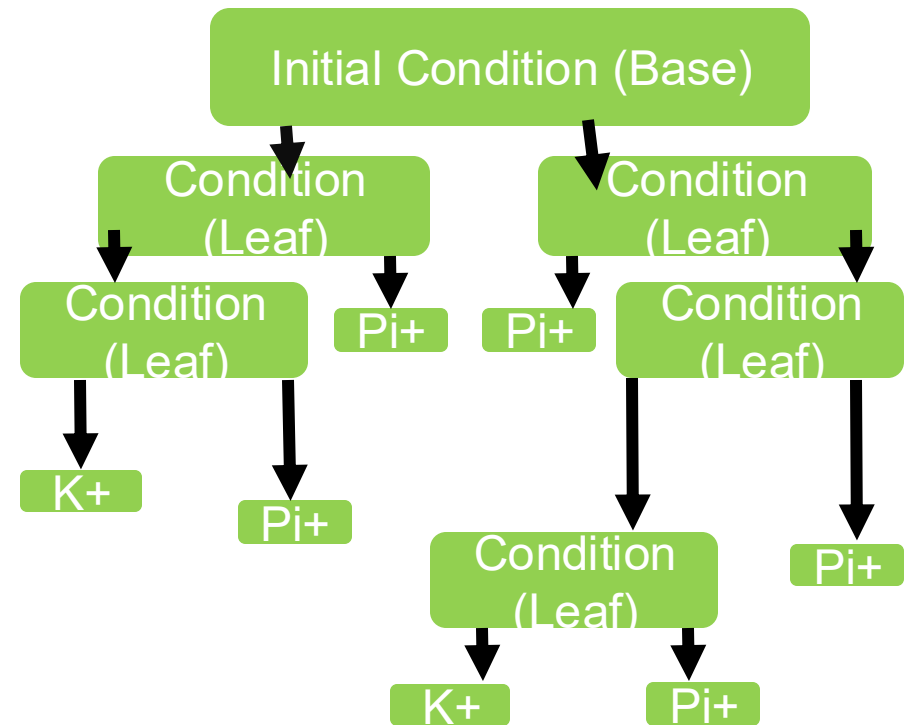 Initial Condition (Base)
Condition
(Leaf)
Condition
(Leaf)
Condition
(Leaf)
Pi+
Pi+
Condition
(Leaf)
K+
Pi+
Condition
(Leaf)
Pi+
K+
Pi+